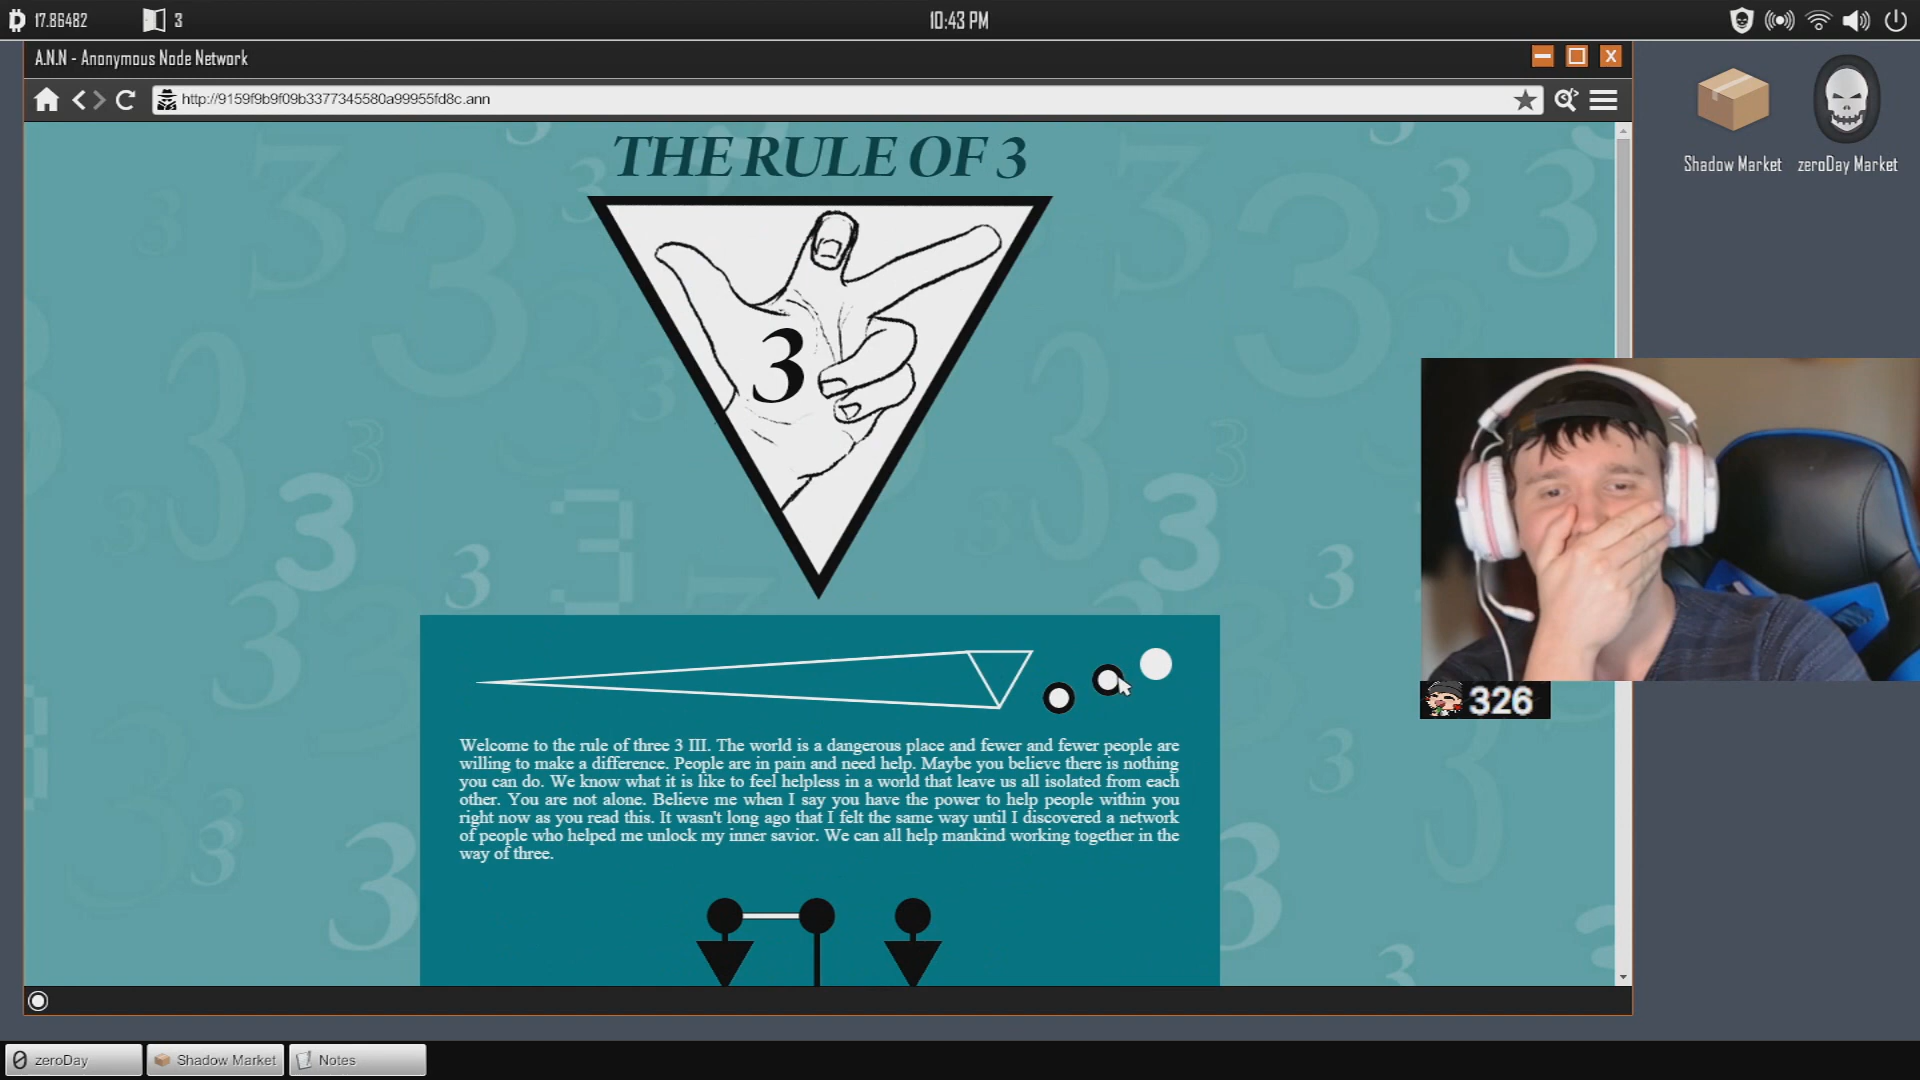 17.86482
3
10:43 PM
A.N.N - Anonymous Node Network
http://9159f9b9f09b3377345580a99955fd8c.ann
Shadow Market
zeroDay Market
THE RULE OF 3
3
326
Welcome to the rule of three 3 III. The world is a dangerous place and fewer and fewer people are
willing to make a difference. People are in pain and need help. Maybe you believe there is nothing
you can do. We know what it is like to feel helpless in a world that leave us all isolated from each
other. You are not alone. Believe me when I say you have the power to help people within you
right now as you read this. It wasn't long ago that I felt the same way until I discovered a network
of people who helped me unlock my inner savior. We can all help mankind working together in the
way of three.
zeroDay
Shadow Market
Notes